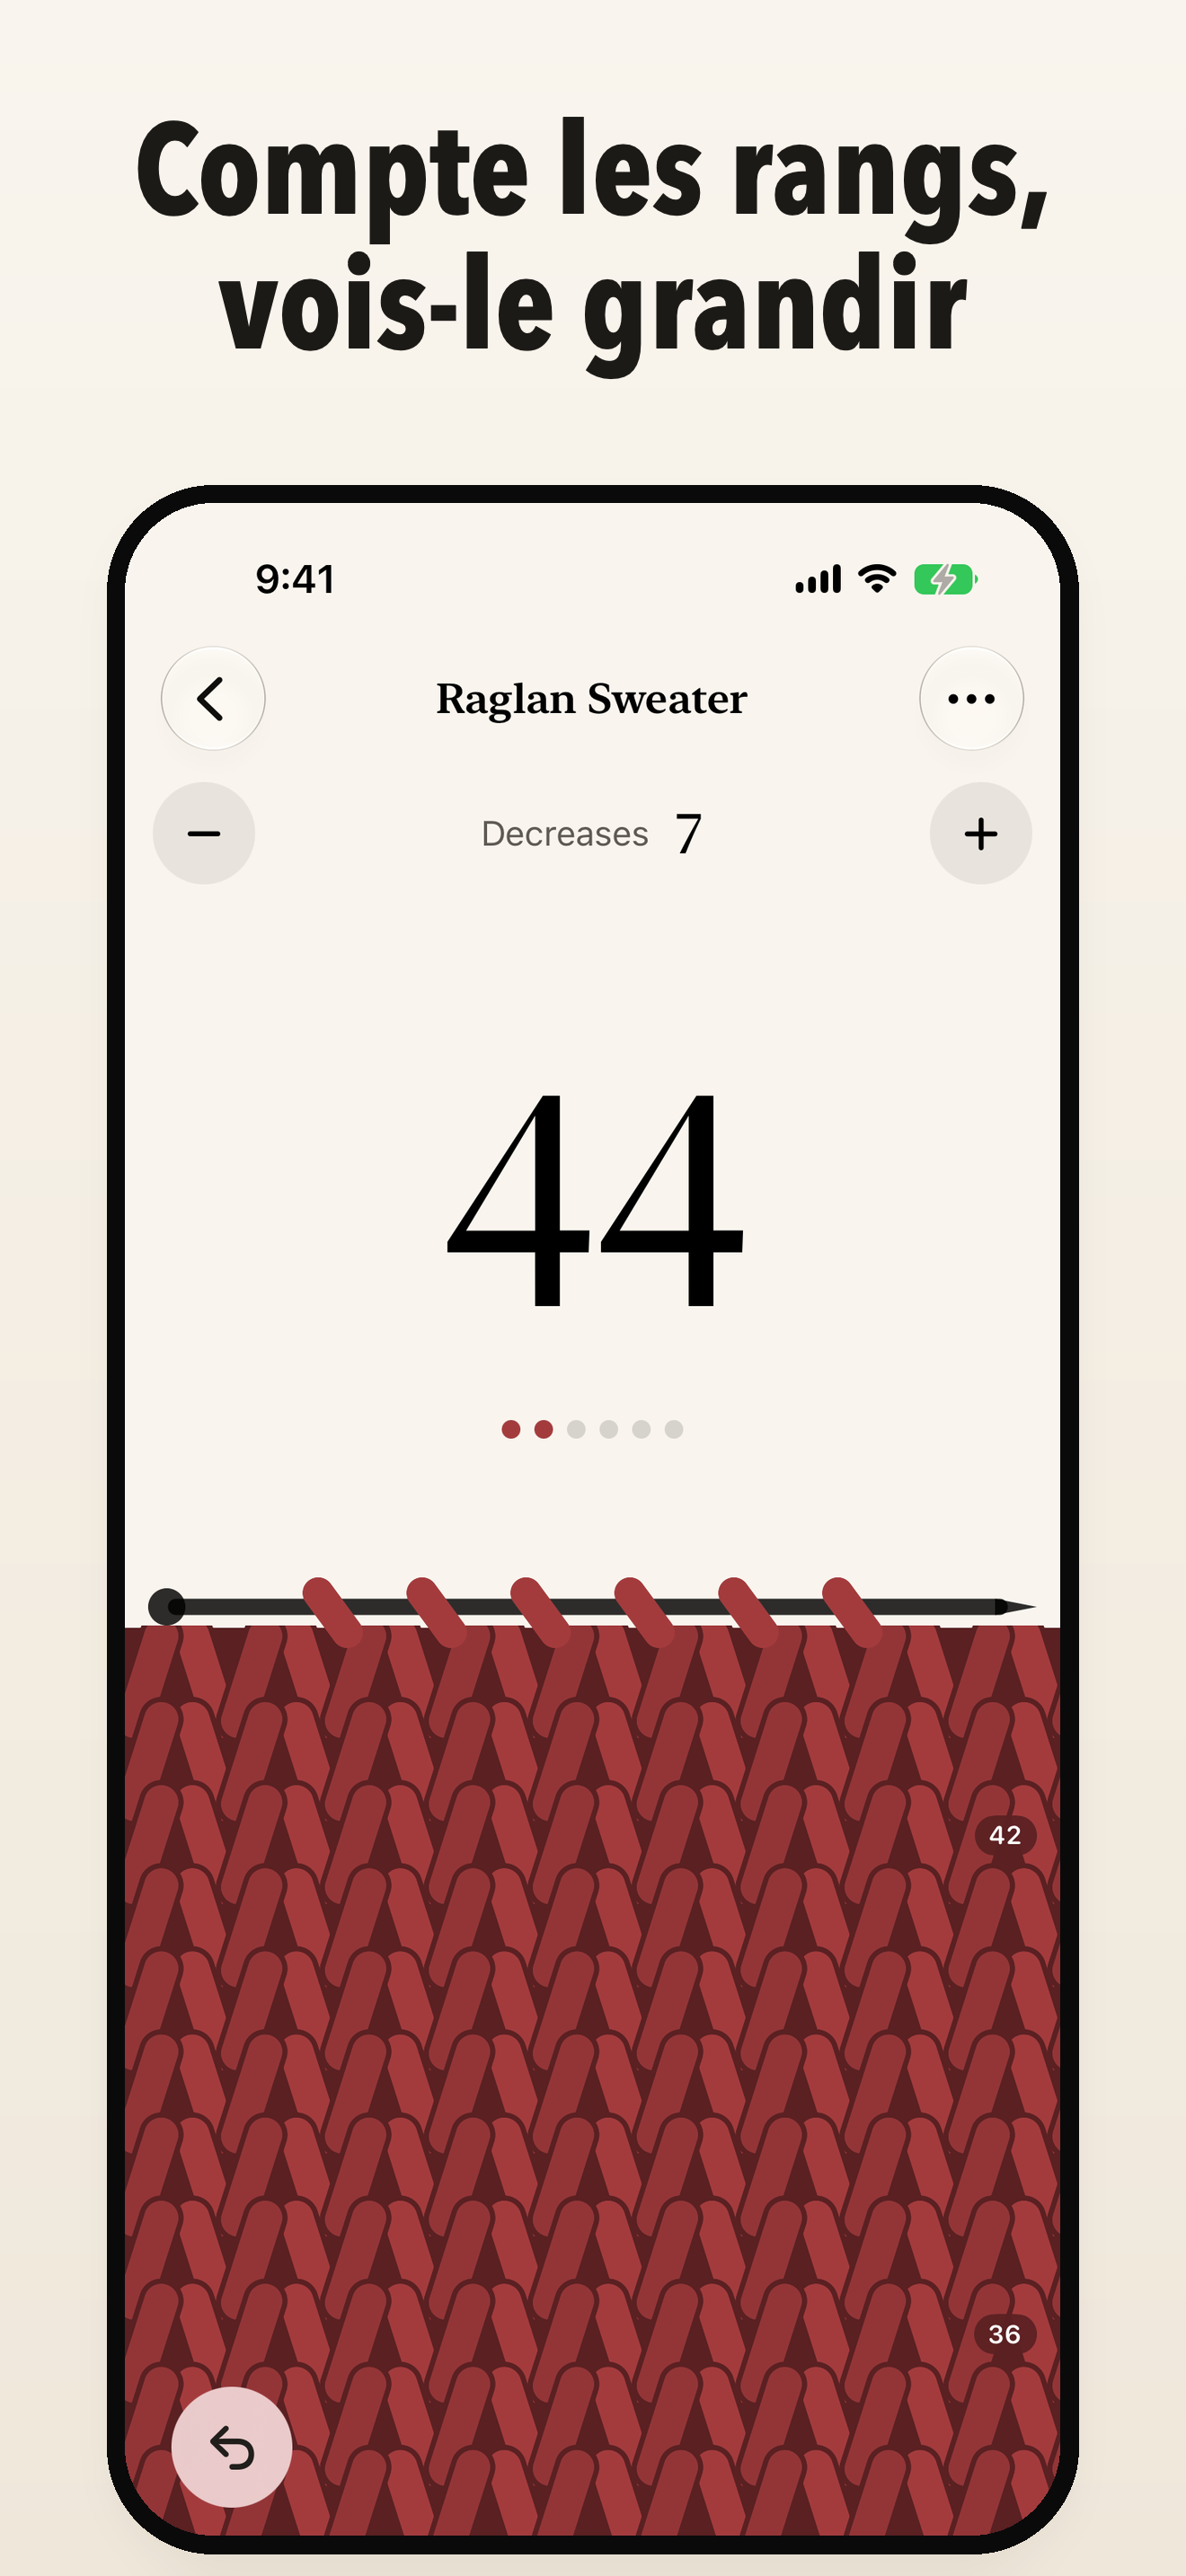 Compte les rangs,
vois-le grandir
9:41
Raglan Sweater
Decreases 7
44
42
36